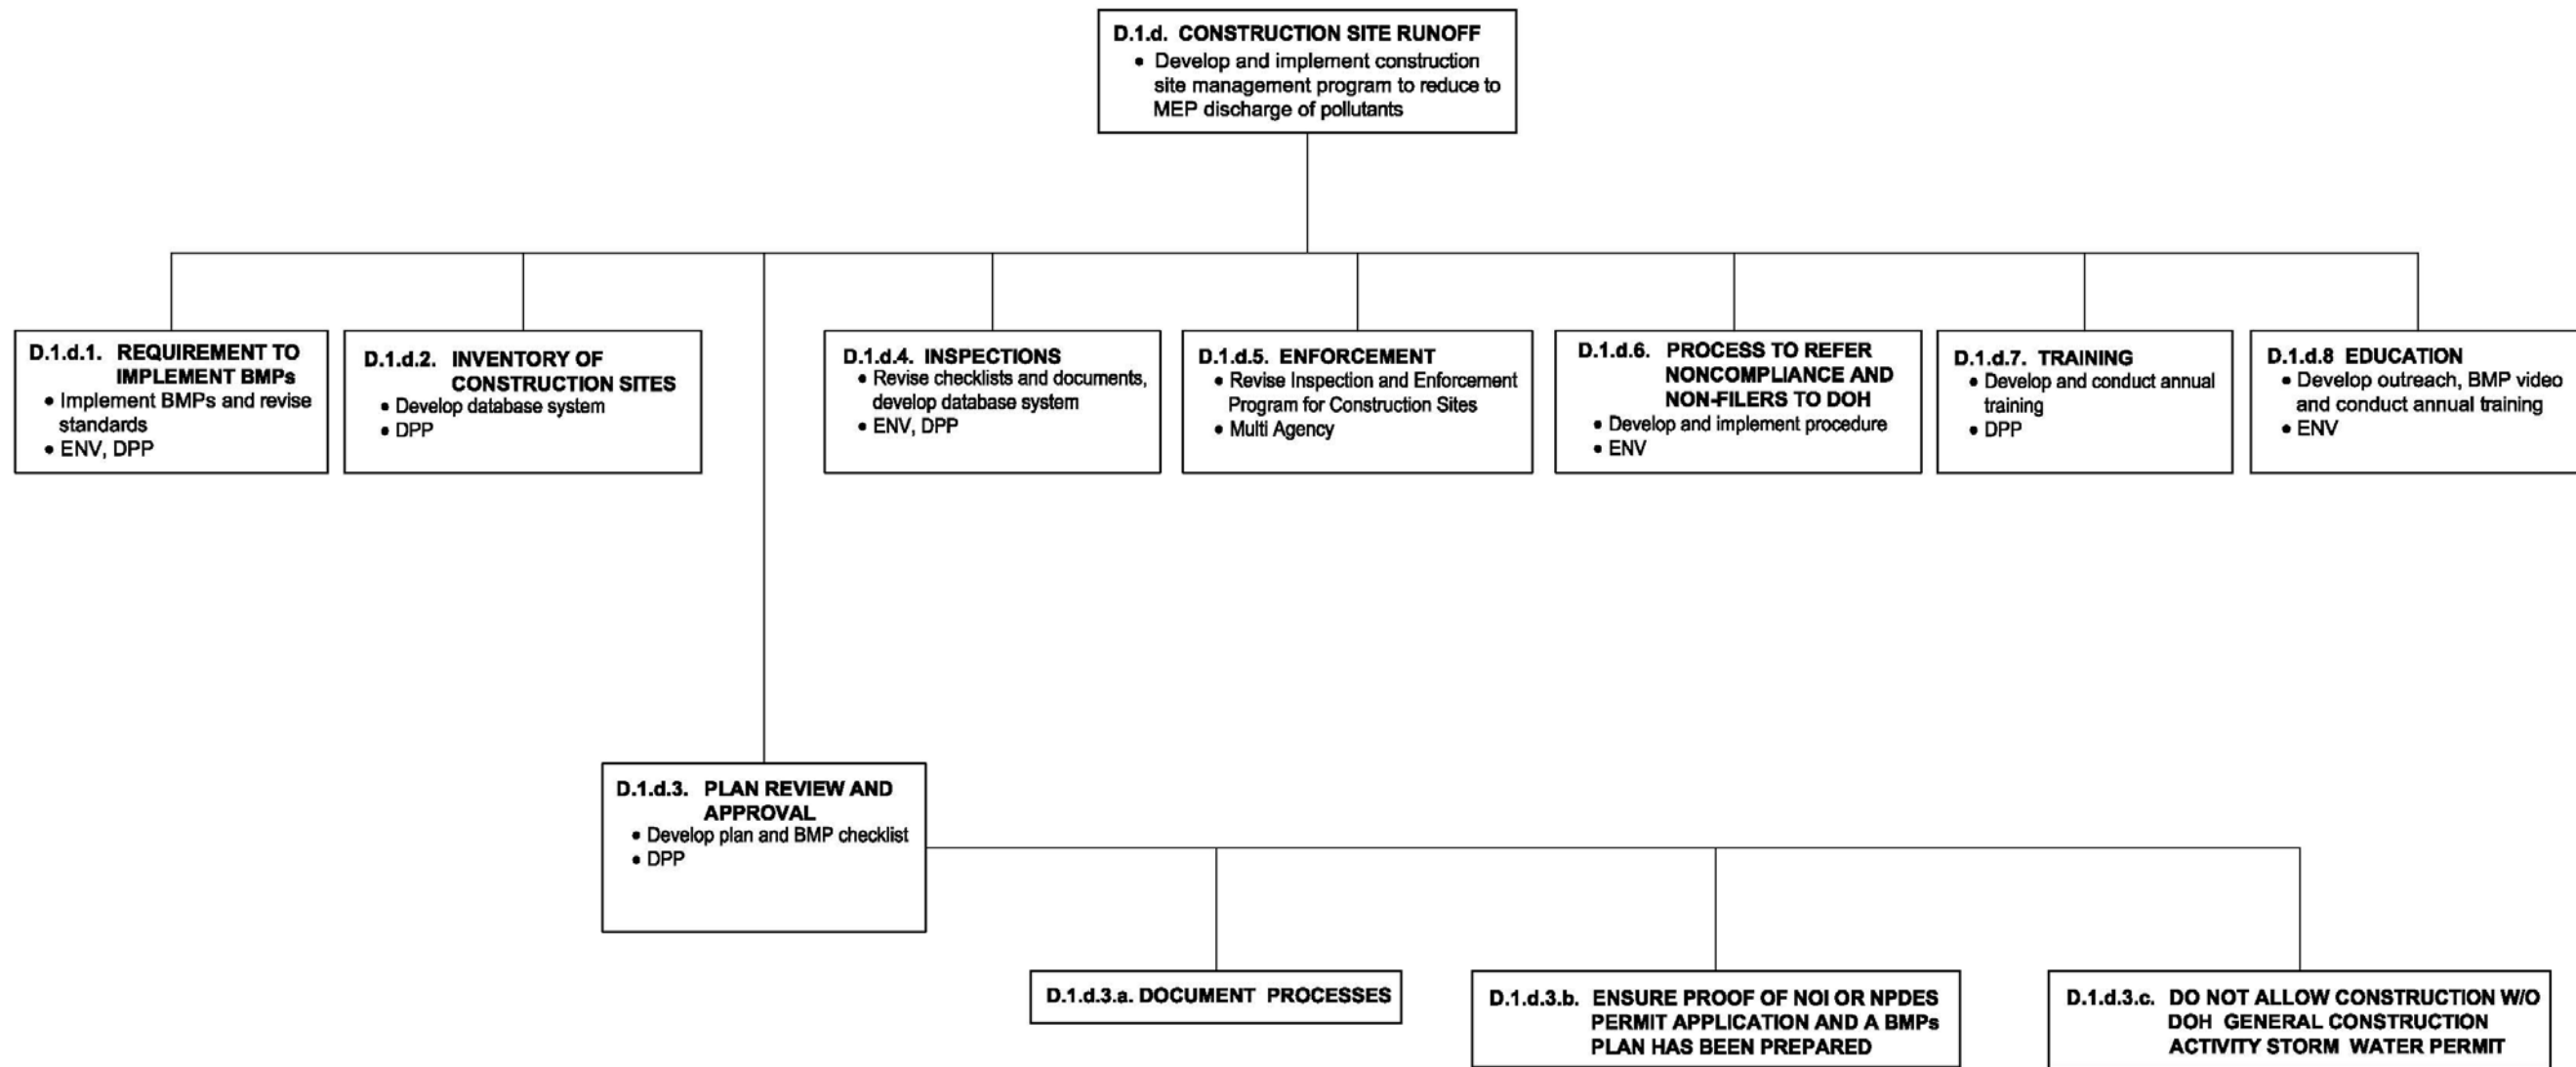 D.1.d. CONSTRUCTION SITE RUNOFF
• Develop and implement construction
site management program to reduce to
MEP discharge of pollutants
D.1.d.1. REQUIREMENT TO
IMPLEMENT BMPs
• Implement BMPs and revise
standards
• ENV, DPP
D.1.d.2. INVENTORY OF
CONSTRUCTION SITES
• Develop database system
• DPP
D.1.d.4. INSPECTIONS
• Revise checklists and documents,
develop database system
• ENV, DPP
D.1.d.5. ENFORCEMENT
• Revise Inspection and Enforcement
Program for Construction Sites
• Multi Agency
D.1.d.6. PROCESS TO REFER
NONCOMPLIANCE AND
NON-FILERS TO DOH
• Develop and implement procedure
• ENV
D.1.d.7. TRAINING
• Develop and conduct annual
training
• DPP
D.1.d.8 EDUCATION
• Develop outreach, BMP video
and conduct annual training
• ENV
D.1.d.3. PLAN REVIEW AND
APPROVAL
• Develop plan and BMP checklist
• DPP
D.1.d.3.a. DOCUMENT PROCESSES
D.1.d.3.b. ENSURE PROOF OF NOI OR NPDES
PERMIT APPLICATION AND A BMPs
PLAN HAS BEEN PREPARED
D.1.d.3.c. DO NOT ALLOW CONSTRUCTION W/O
DOH GENERAL CONSTRUCTION
ACTIVITY STORM WATER PERMIT